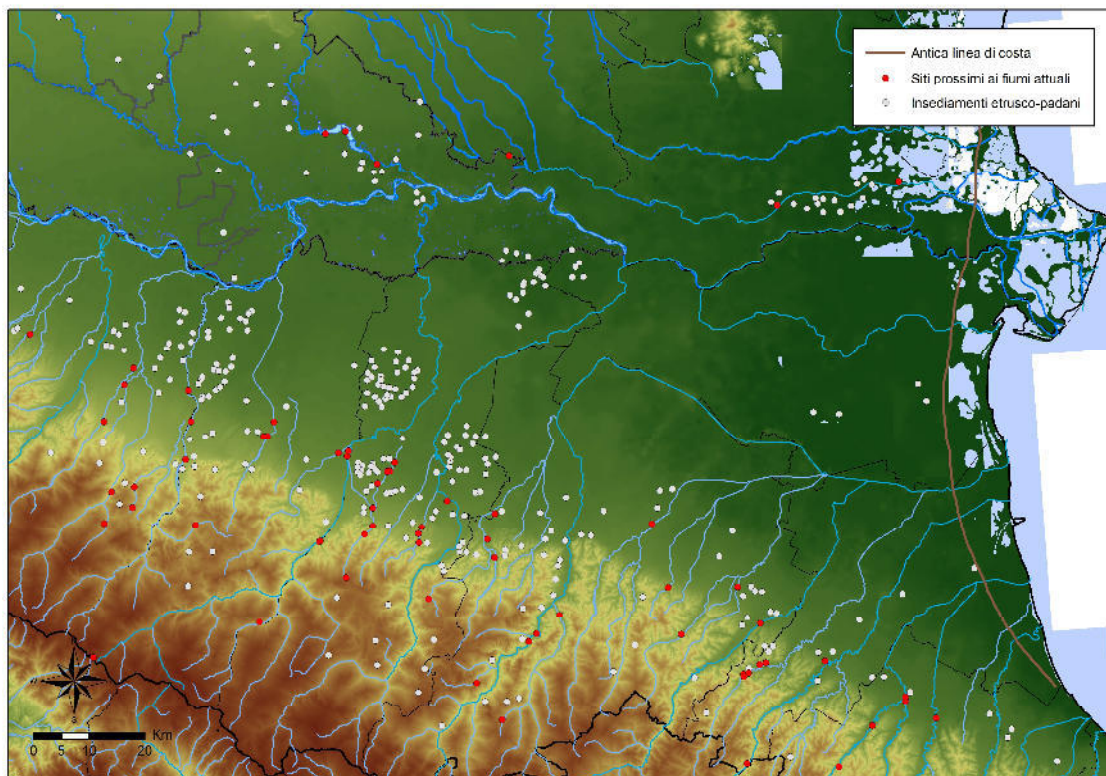 Antica linea di costa
Siti prossimi ai fiumi attuali
Insediamenti etrusco-padani
S
0 5 10 20 Km